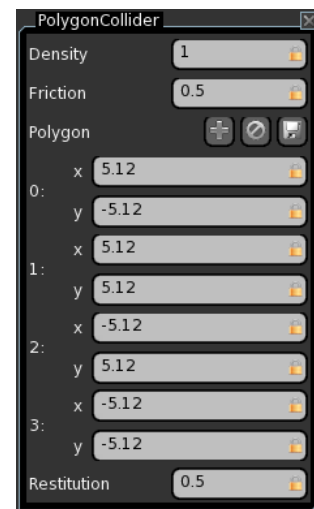 PolygonCollider
Density 1
Friction 0.5
Polygon
0:
x 5.12
y -5.12
1:
x 5.12
y 5.12
2:
x -5.12
y 5.12
3:
x -5.12
y -5.12
Restitution 0.5